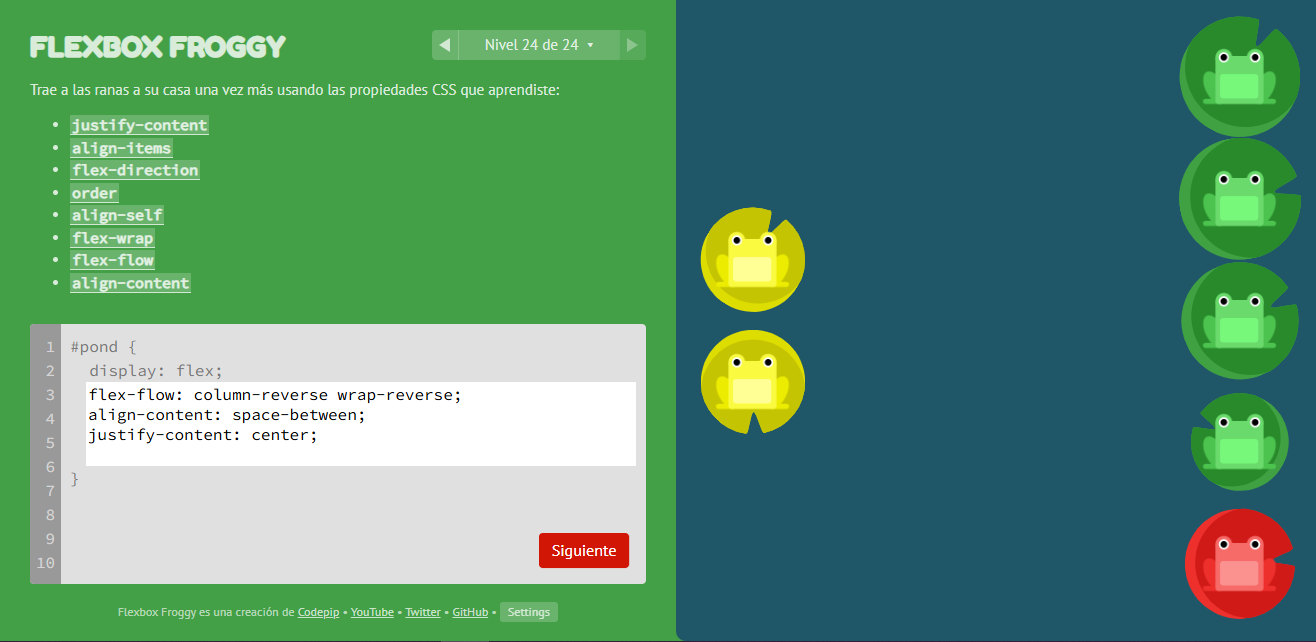 FLEXBOX FROGGY
Nivel 24 de 24
Trae a las ranas a su casa una vez más usando las propiedades CSS que aprendiste:
justify-content
align-items
flex-direction
order
align-self
flex-wrap
flex-flow
align-content
1 #pond {
2 display: flex;
3 flex-flow: column-reverse wrap-reverse;
4 align-content: space-between;
5 justify-content: center;
6
7 }
8
9
10
Siguiente
Flexbox Froggy es una creación de Codepip • YouTube • Twitter • GitHub • Settings